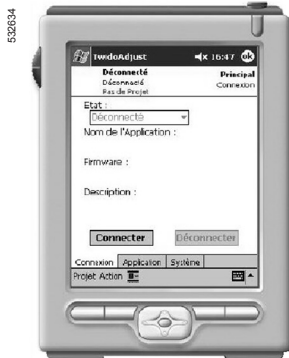 532634
TwidoAdjust 16:47 ok
Déconnecté Principal
Déconnecté Connexion
Pas de Projet
Etat :
Déconnecté
Nom de l'Application :
Firmware :
Description :
Connecter Déconnecter
Connexion Application Système
Projet Action